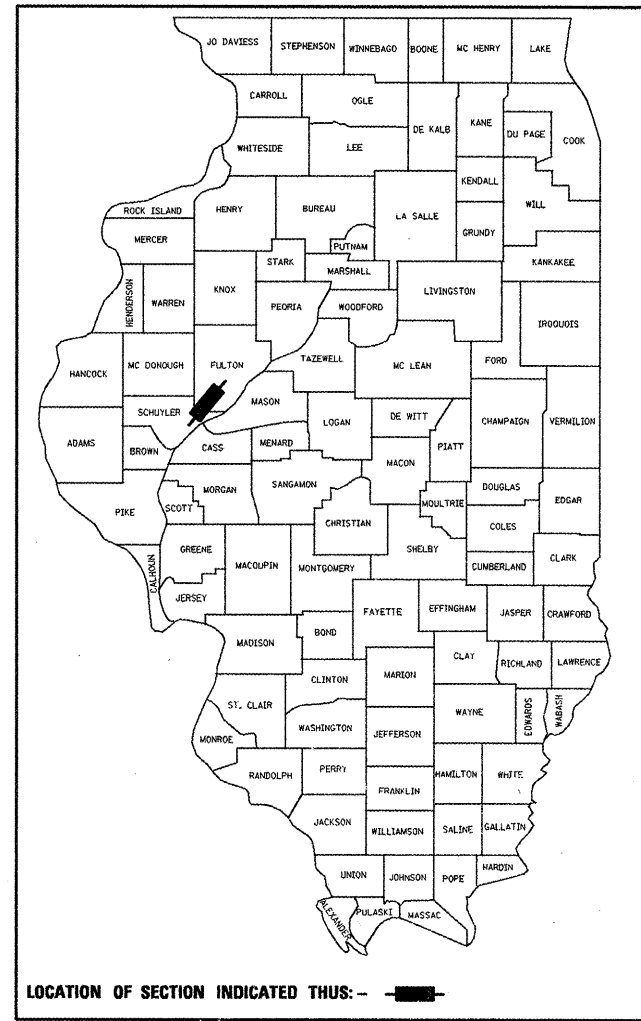 JO DAVIESS
STEPHENSON
WINNEBAGO
BOONE
MC HENRY
LAKE
CARROLL
OGLE
DE KALB
KANE
DU PAGE
COOK
WHITESIDE
LEE
KENDALL
WILL
ROCK ISLAND
HENRY
BUREAU
LA SALLE
GRUNDY
MERCER
PUTNAM
KANKAKEE
STARK
MARSHALL
HENDERSON
WARREN
KNOX
PEORIA
WOODFORD
LIVINGSTON
IROQUOIS
HANCOCK
MC DONOUGH
FULTON
TAZEWELL
MC LEAN
FORD
SCHUYLER
MASON
LOGAN
DE WITT
CHAMPAIGN
VERMILION
ADAMS
BROWN
CASS
MENARD
PIATT
MACON
PIKE
SCOTT
MORGAN
SANGAMON
MOULTRIE
DOUGLAS
EDGAR
CHRISTIAN
COLES
GREENE
MACOUPIN
MONTGOMERY
SHELBY
CUMBERLAND
CLARK
CALHOUN
JERSEY
FAYETTE
EFFINGHAM
JASPER
CRAWFORD
MADISON
BOND
CLAY
RICHLAND
LAWRENCE
CLINTON
MARION
ST. CLAIR
WAYNE
EDWARDS
WABASH
MONROE
WASHINGTON
JEFFERSON
RANDOLPH
PERRY
HAMILTON
WHITE
FRANKLIN
JACKSON
WILLIAMSON
SALINE
GALLATIN
UNION
JOHNSON
POPE
HARDIN
ALEXANDER
PULASKI
MASSAC
LOCATION OF SECTION INDICATED THUS: -